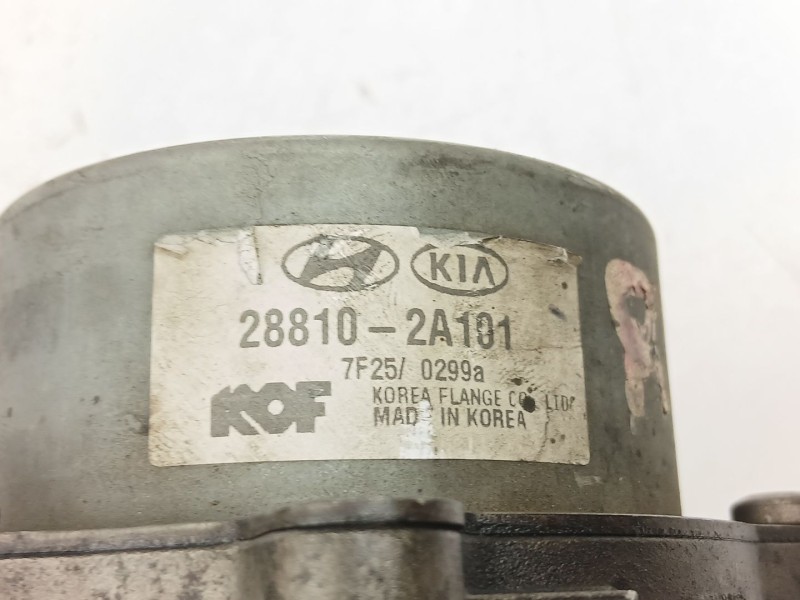 KIA
28810-2A101
7F25/ 0299a
KOF
KOREA FLANGE CO., LTD.
MADE IN KOREA